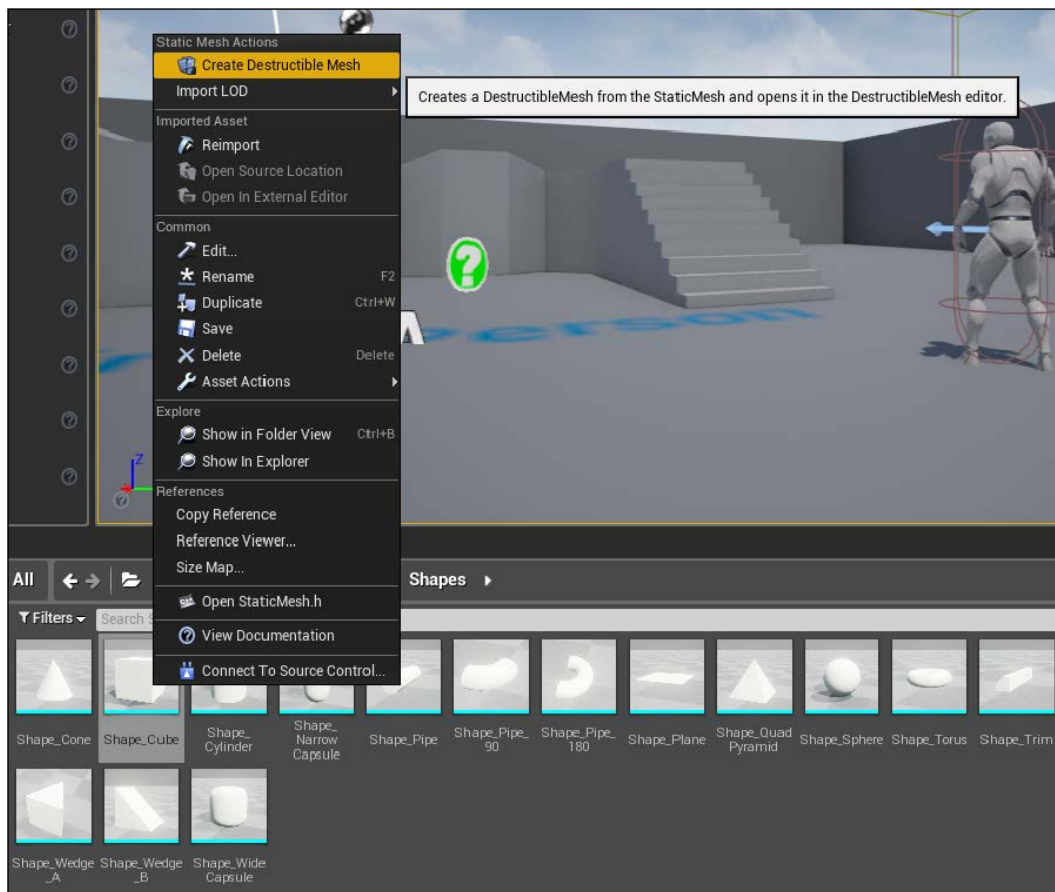 Static Mesh Actions
Create Destructible Mesh
Import LOD
Creates a DestructibleMesh from the StaticMesh and opens it in the DestructibleMesh editor.
Imported Asset
Reimport
Open Source Location
Open In External Editor
Common
Edit...
Rename F2
Duplicate Ctrl+W
Save
Delete Delete
Asset Actions
Explore
Show in Folder View Ctrl+B
Show In Explorer
References
Copy Reference
Reference Viewer...
Size Map...
Open StaticMesh.h
View Documentation
Connect To Source Control...
Person
Z
All
Shapes
Filters
Search
Shape_Cone
Shape_Cube
Shape_
Cylinder
Shape_
Narrow
Capsule
Shape_Pipe
Shape_Pipe_
90
Shape_Pipe_
180
Shape_Plane
Shape_Quad
Pyramid
Shape_Sphere
Shape_Torus
Shape_Trim
Shape_Wedge
_A
Shape_Wedge
_B
Shape_Wide
Capsule